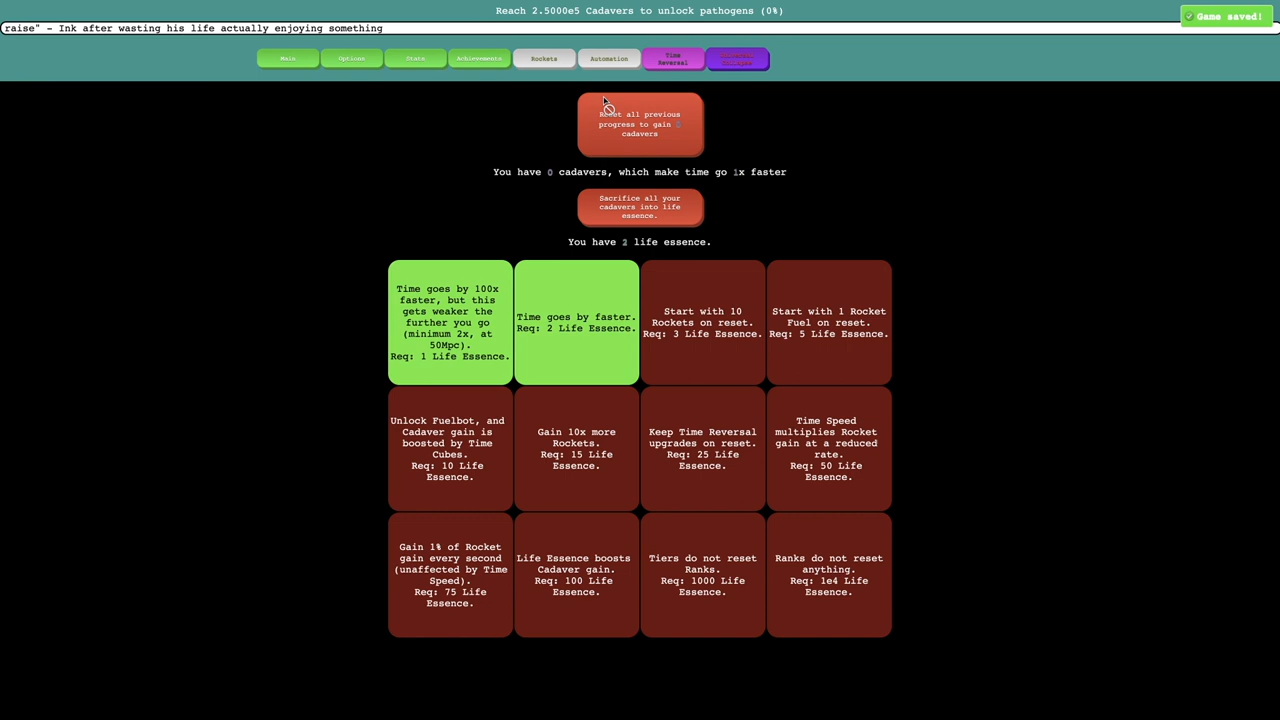 Reach 2.5000e5 Cadavers to unlock pathogens (0%)
Game saved!
raise" - Ink after wasting his life actually enjoying something
Main
Options
Stats
Achievements
Rockets
Automation
Time
Reversal
Universal
Collapse
Reset all previous
progress to gain
cadavers
You have 0 cadavers, which make time go 1x faster
Sacrifice all your
cadavers into life
essence.
You have 2 life essence.
Time goes by 100x
faster, but this
gets weaker the
further you go
(minimum 2x, at
50Mpc).
Req: 1 Life Essence.
Time goes by faster.
Req: 2 Life Essence.
Start with 10
Rockets on reset.
Req: 3 Life Essence.
Start with 1 Rocket
Fuel on reset.
Req: 5 Life Essence.
Unlock Fuelbot, and
Cadaver gain is
boosted by Time
Cubes.
Req: 10 Life
Essence.
Gain 10x more
Rockets.
Req: 15 Life
Essence.
Keep Time Reversal
upgrades on reset.
Req: 25 Life
Essence.
Time Speed
multiplies Rocket
gain at a reduced
rate.
Req: 50 Life
Essence.
Gain 1% of Rocket
gain every second
(unaffected by Time
Speed).
Req: 75 Life
Essence.
Life Essence boosts
Cadaver gain.
Req: 100 Life
Essence.
Tiers do not reset
Ranks.
Req: 1000 Life
Essence.
Ranks do not reset
anything.
Req: 1e4 Life
Essence.